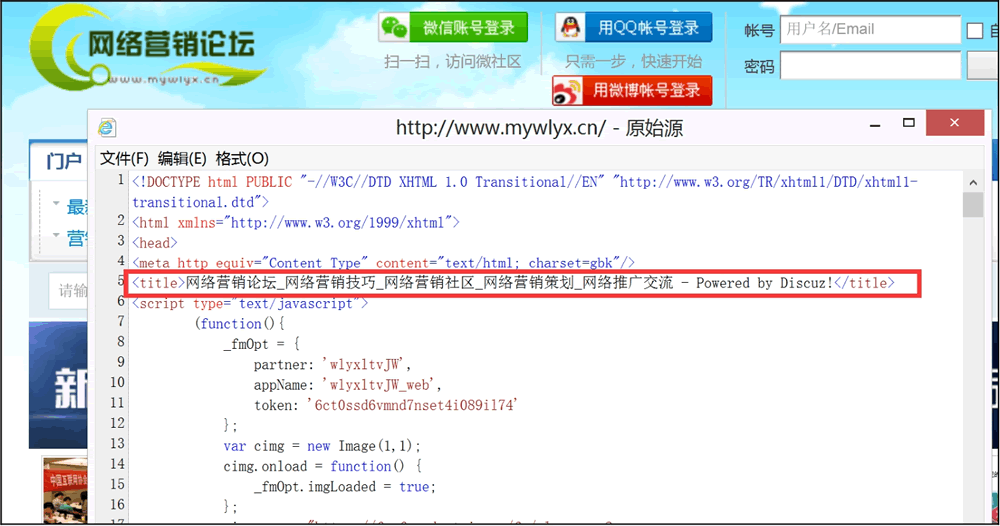 网络营销论坛
www.mywlyx.cn
微信账号登录
扫一扫，访问微社区
用QQ帐号登录
只需一步，快速开始
用微博帐号登录
帐号 用户名/Email
密码
http://www.mywlyx.cn/ - 原始源
文件(F) 编辑(E) 格式(O)
门户
最
营
请输
新
中国互联网协会
1 <!DOCTYPE html PUBLIC "-//W3C//DTD XHTML 1.0 Transitional//EN" "http://www.w3.org/TR/xhtml1/DTD/xhtml1-
transitional.dtd">
2 <html xmlns="http://www.w3.org/1999/xhtml">
3 <head>
4 <meta http equiv="Content Type" content="text/html; charset=gbk"/>
5 <title>网络营销论坛_网络营销技巧_网络营销社区_网络营销策划_网络推广交流 - Powered by Discuz!</title>
6 <script type="text/javascript">
7 (function(){
8 _fmOpt = {
9 partner: 'wlyxltvJW',
10 appName: 'wlyxltvJW_web',
11 token: '6ct0ssd6vmnd7nset4i089i174'
12 };
13 var cimg = new Image(1,1);
14 cimg.onload = function() {
15 _fmOpt.imgLoaded = true;
16 };